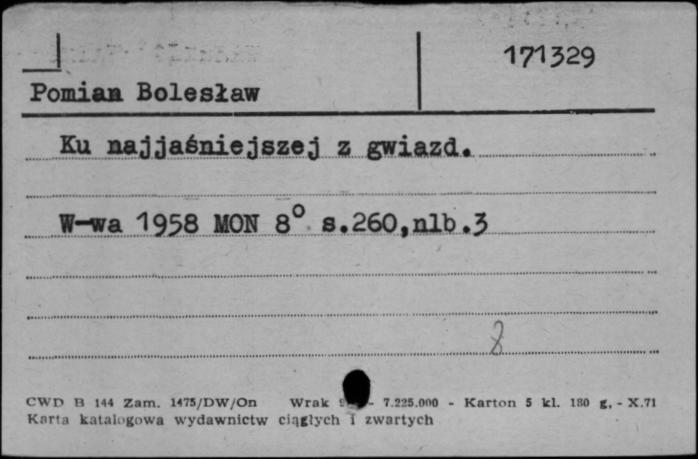 171329
Pomian Bolesław
Ku najjaśniejszej z gwiazd.
W-wa 1958 MON 8° s.260,nlb.3
8
CWD B 144 Zam. 1475/DW/On Wrak - 7.225.000 - Karton 5 kl. 180 g, - X.71
Karta katalogowa wydawnictw ciągłych i zwartych